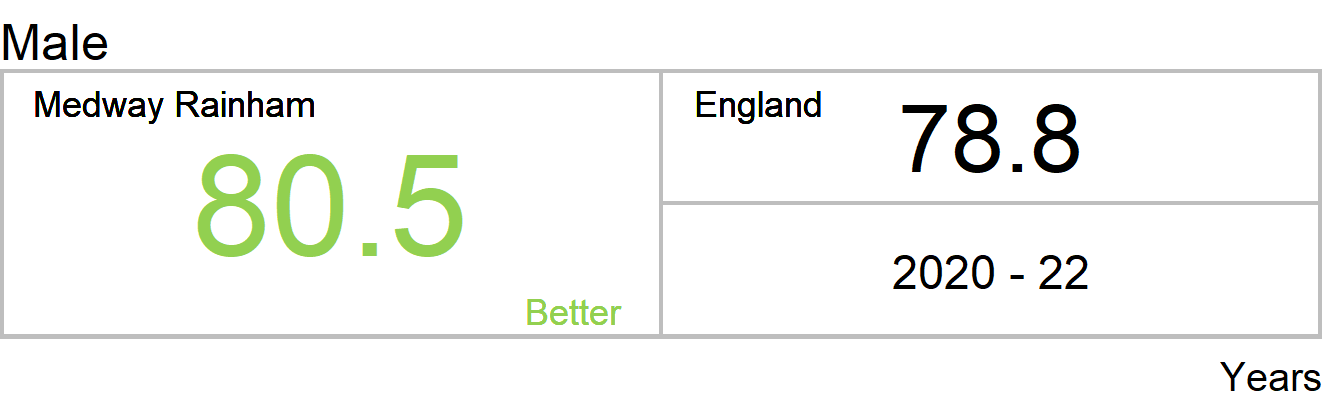 Male
Medway Rainham
80.5
Better
England
78.8
2020 - 22
Years